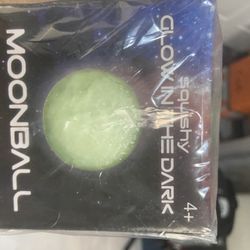 4+
squishy
GLOW IN THE DARK
MOONBALL